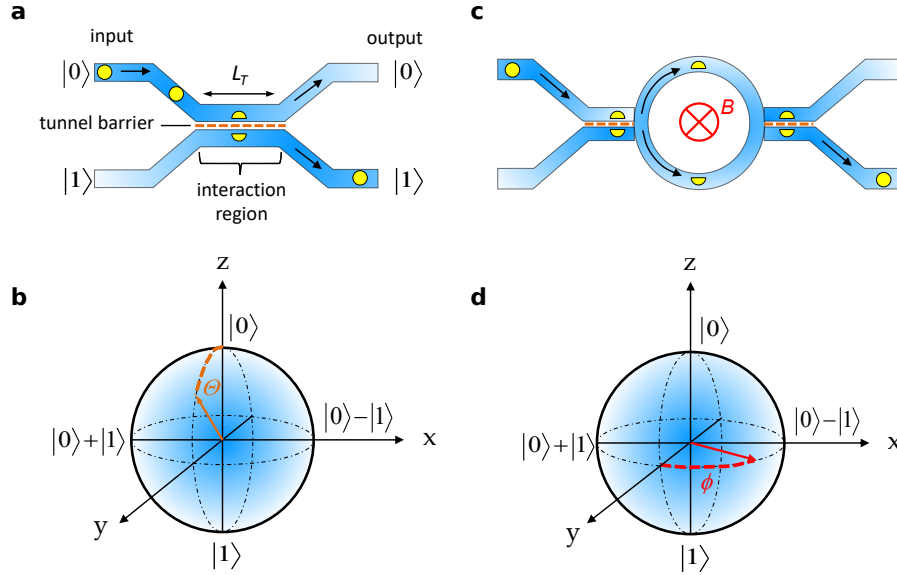 a
input
output
|0⟩
L_T
|0⟩
tunnel barrier
|1⟩
interaction
region
|1⟩
c
B
b
z
|0⟩
Θ
|0⟩+|1⟩
|0⟩−|1⟩
x
y
|1⟩
d
z
|0⟩
|0⟩+|1⟩
|0⟩−|1⟩
x
ϕ
y
|1⟩